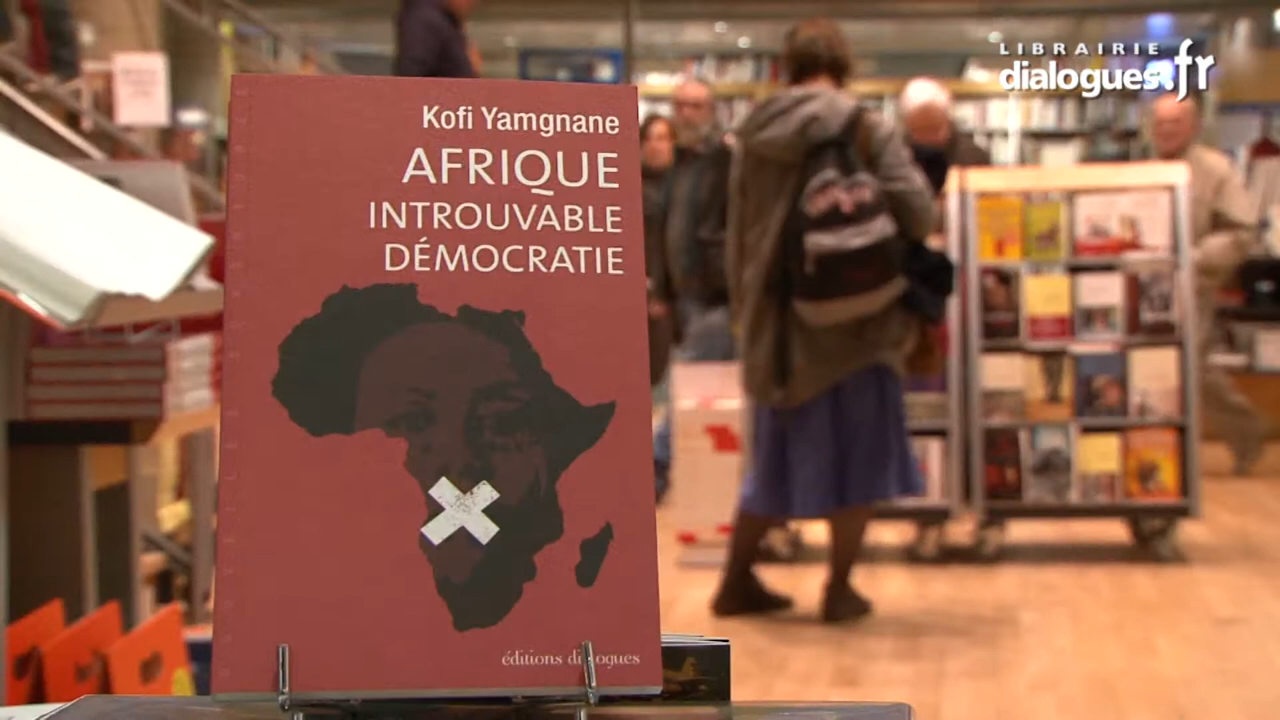 LIBRAIRIE
dialogues.fr
Kofi Yamgnane
AFRIQUE
INTROUVABLE
DÉMOCRATIE
éditions dialogues